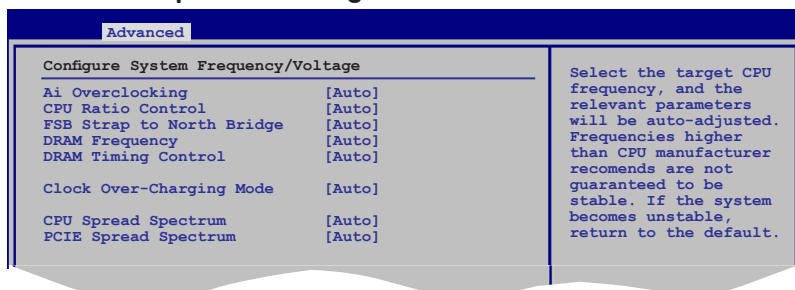 Advanced
Configure System Frequency/Voltage
Ai Overclocking [Auto]
CPU Ratio Control [Auto]
FSB Strap to North Bridge [Auto]
DRAM Frequency [Auto]
DRAM Timing Control [Auto]
Clock Over-Charging Mode [Auto]
CPU Spread Spectrum [Auto]
PCIE Spread Spectrum [Auto]
Select the target CPU
frequency, and the
relevant parameters
will be auto-adjusted.
Frequencies higher
than CPU manufacturer
recomends are not
guaranteed to be
stable. If the system
becomes unstable,
return to the default.